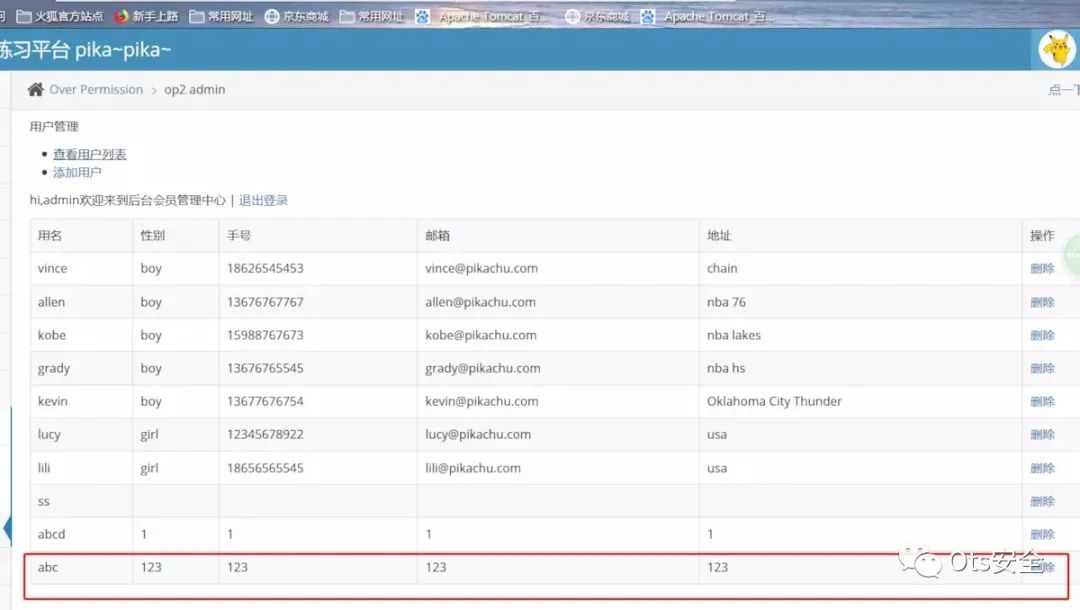 火狐官方站点 新手上路 常用网址 京东商城 常用网址 Apache Tomcat 百... 京东商城 Apache Tomcat 百...
练习平台 pika~pika~
Over Permission > op2 admin 点一下
用户管理
查看用户列表
添加用户
hi,admin欢迎来到后台会员管理中心 | 退出登录
用名 性别 手号 邮箱 地址 操作
vince boy 18626545453 vince@pikachu.com chain 删除
allen boy 13676767767 allen@pikachu.com nba 76 删除
kobe boy 15988767673 kobe@pikachu.com nba lakes 删除
grady boy 13676765545 grady@pikachu.com nba hs 删除
kevin boy 13677676754 kevin@pikachu.com Oklahoma City Thunder 删除
lucy girl 12345678922 lucy@pikachu.com usa 删除
lili girl 18656565545 lili@pikachu.com usa 删除
ss 删除
abcd 1 1 1 1 删除
abc 123 123 123 123 删除
Ots安全